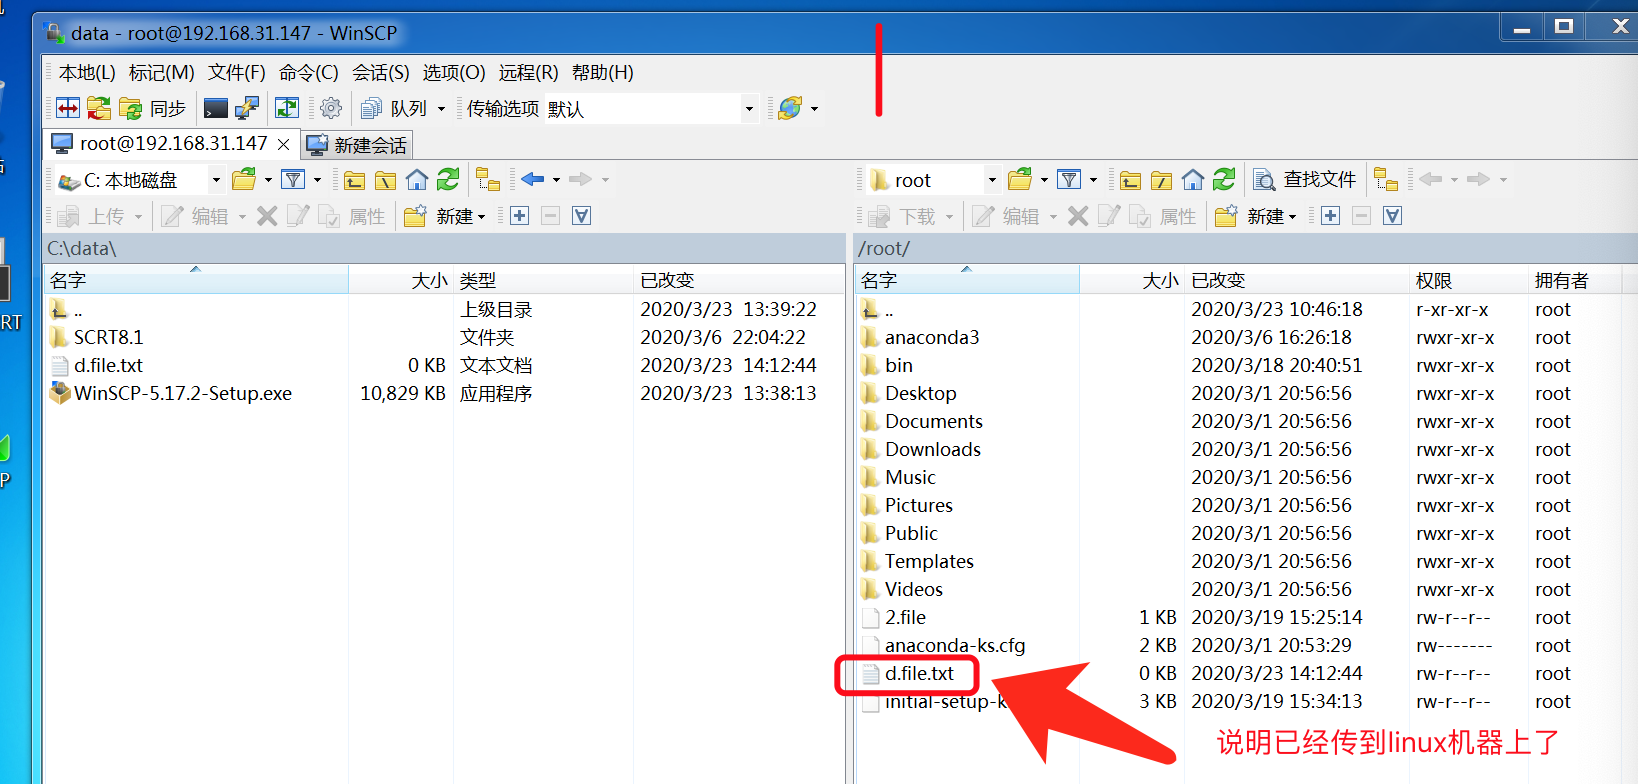 data - root@192.168.31.147 - WinSCP
本地(L) 标记(M) 文件(F) 命令(C) 会话(S) 选项(O) 远程(R) 帮助(H)
同步 队列 传输选项 默认
root@192.168.31.147 新建会话
C: 本地磁盘
上传 编辑 属性 新建
C:\data\
名字 大小 类型 已改变
.. 上级目录 2020/3/23 13:39:22
SCRT8.1 文件夹 2020/3/6 22:04:22
d.file.txt 0 KB 文本文档 2020/3/23 14:12:44
WinSCP-5.17.2-Setup.exe 10,829 KB 应用程序 2020/3/23 13:38:13
root 查找文件
下载 编辑 属性 新建
/root/
名字 大小 已改变 权限 拥有者
.. 2020/3/23 10:46:18 r-xr-xr-x root
anaconda3 2020/3/6 16:26:18 rwxr-xr-x root
bin 2020/3/18 20:40:51 rwxr-xr-x root
Desktop 2020/3/1 20:56:56 rwxr-xr-x root
Documents 2020/3/1 20:56:56 rwxr-xr-x root
Downloads 2020/3/1 20:56:56 rwxr-xr-x root
Music 2020/3/1 20:56:56 rwxr-xr-x root
Pictures 2020/3/1 20:56:56 rwxr-xr-x root
Public 2020/3/1 20:56:56 rwxr-xr-x root
Templates 2020/3/1 20:56:56 rwxr-xr-x root
Videos 2020/3/1 20:56:56 rwxr-xr-x root
2.file 1 KB 2020/3/19 15:25:14 rw-r--r-- root
anaconda-ks.cfg 2 KB 2020/3/1 20:53:29 rw------- root
d.file.txt 0 KB 2020/3/23 14:12:44 rw-r--r-- root
initial-setup-k 3 KB 2020/3/19 15:34:13 rw-r--r-- root
说明已经传到linux机器上了
RT
P